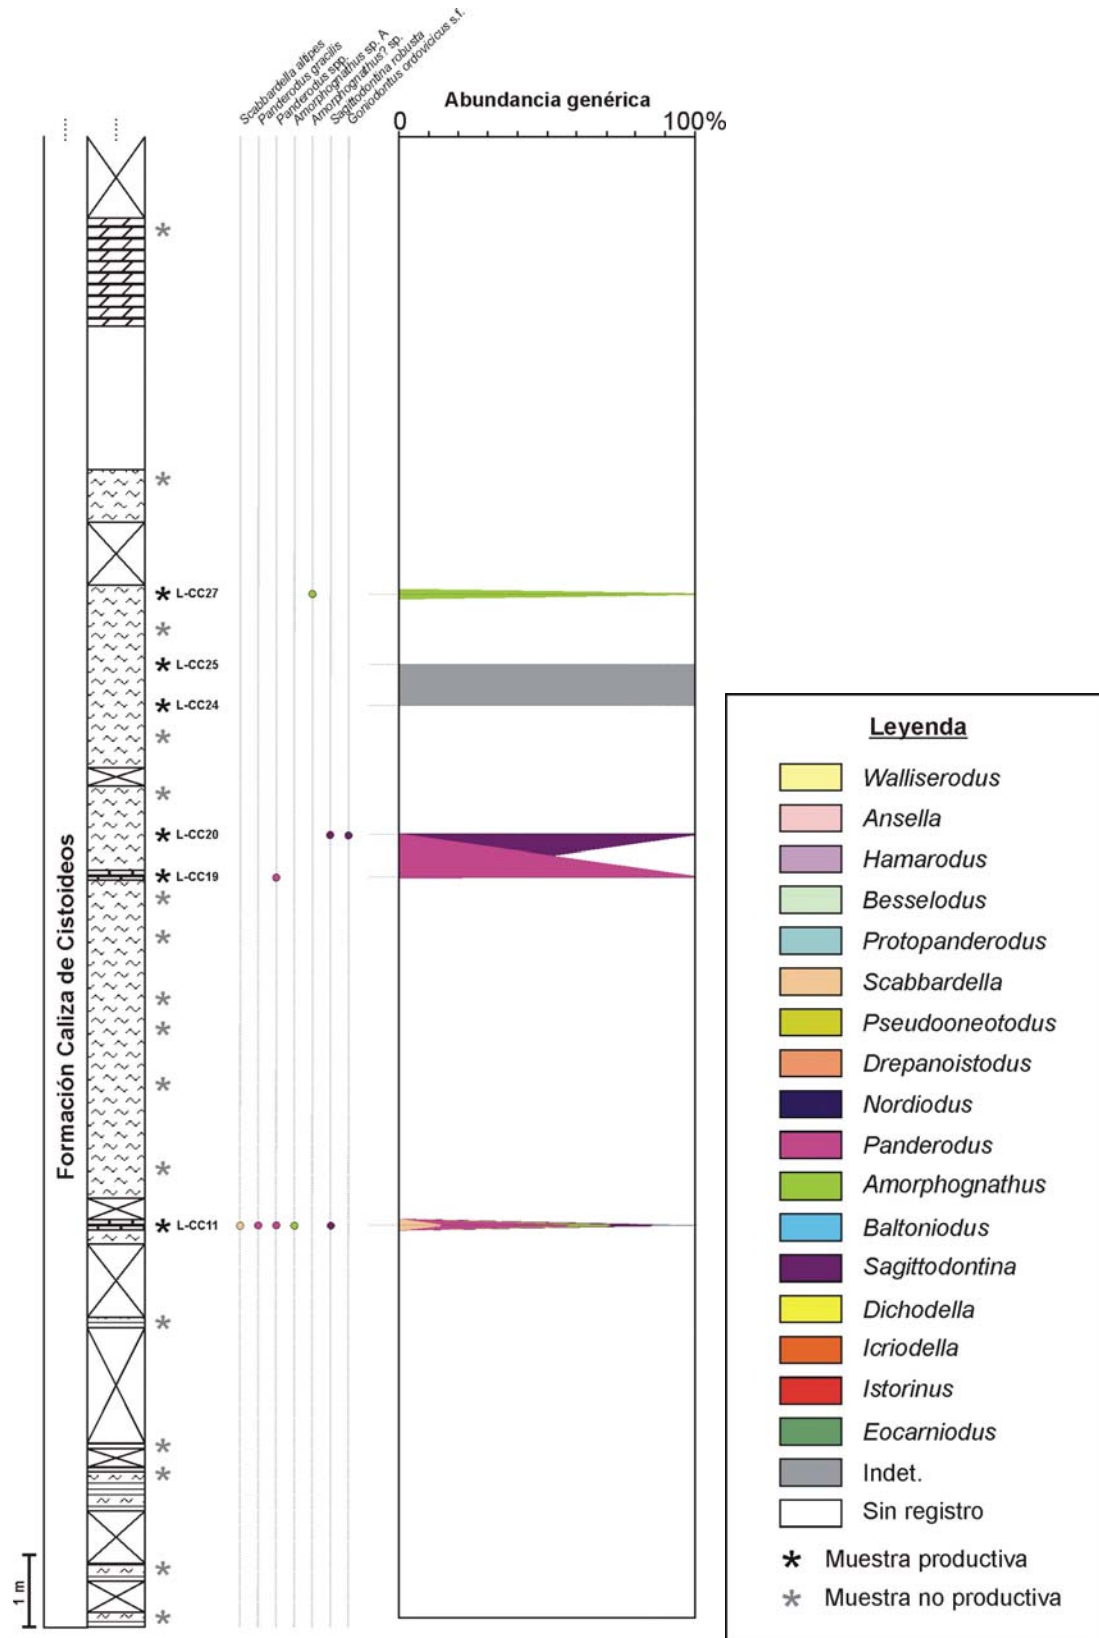 Scabbardella altipes
Panderodus gracilis
Panderodus spp.
Amorphognathus sp. A
Amorphognathus? sp.
Sagittodontina robusta
Goniodontus ordovicicus s.f.
Abundancia genérica
0 100%
Formación Caliza de Cistoideos
* L-CC27
* L-CC25
* L-CC24
* L-CC20
* L-CC19
* L-CC11
1 m
Leyenda
Walliserodus
Ansella
Hamarodus
Besselodus
Protopanderodus
Scabbardella
Pseudooneotodus
Drepanoistodus
Nordiodus
Panderodus
Amorphognathus
Baltoniodus
Sagittodontina
Dichodella
Icriodella
Istorinus
Eocarniodus
Indet.
Sin registro
* Muestra productiva
* Muestra no productiva